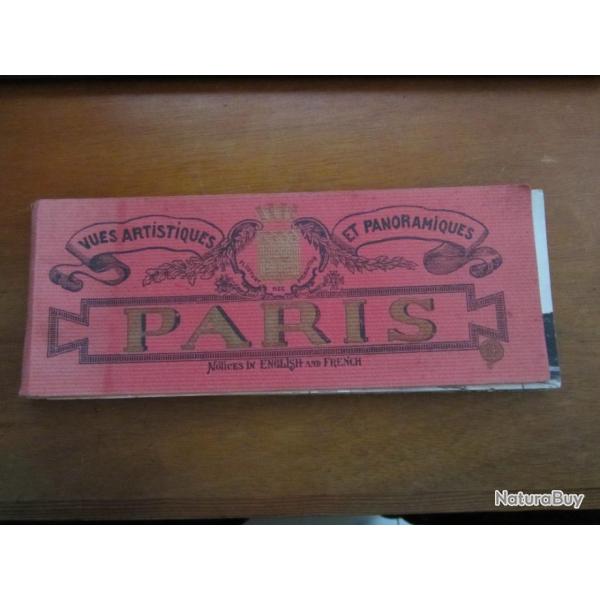 VUES ARTISTIQUES
ET PANORAMIQUES
PARIS
NOTICES IN ENGLISH AND FRENCH
NaturaBuy